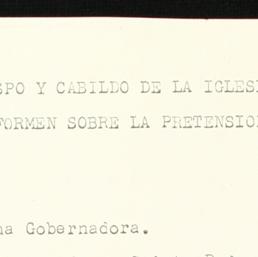 SPO Y CABILDO DE LA IGLES
FORMEN SOBRE LA PRETENSIO
na Gobernadora.